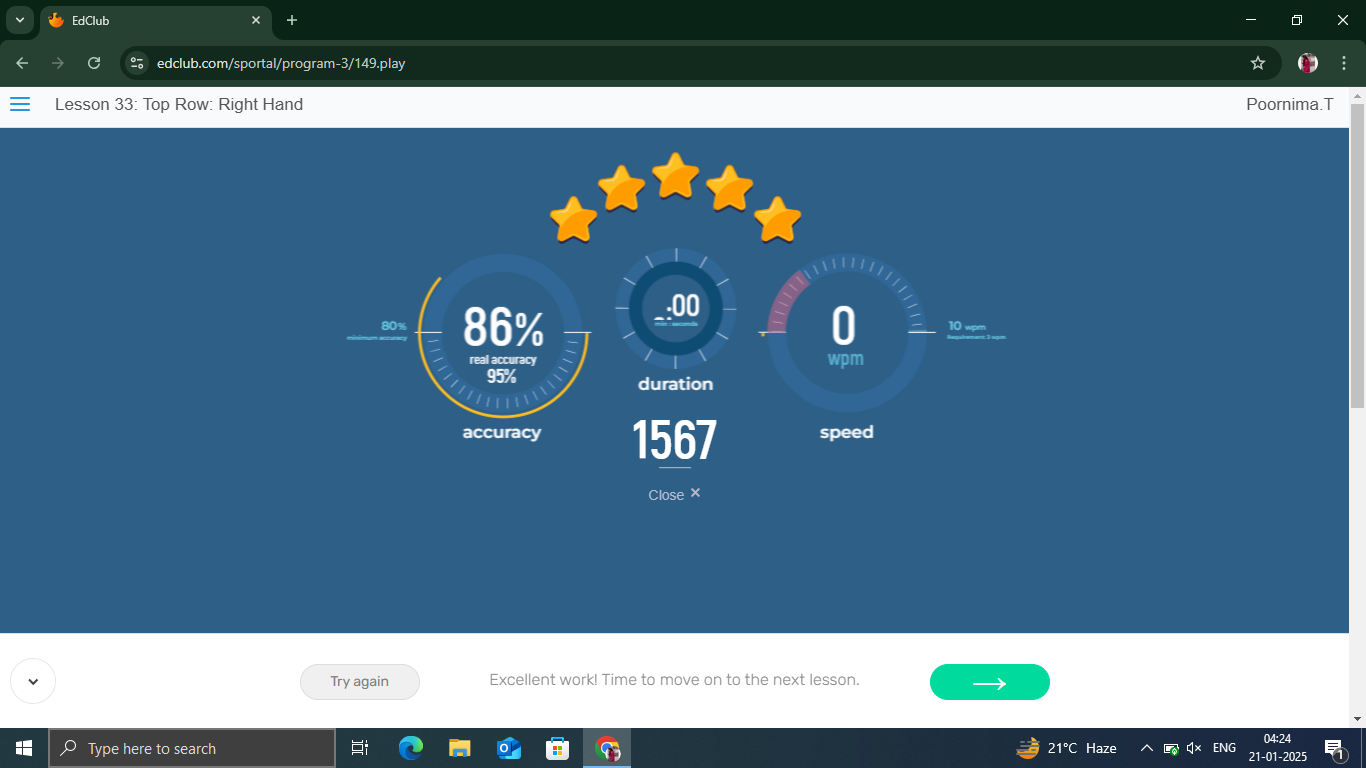 EdClub
edclub.com/sportal/program-3/149.play
Lesson 33: Top Row: Right Hand
Poornima.T
80%
minimum accuracy
86%
real accuracy
95%
accuracy
_:00
min : seconds
duration
1567
Close ×
0
wpm
speed
10 wpm
Requirement: 3 wpm
Try again
Excellent work! Time to move on to the next lesson.
Type here to search
21°C Haze
ENG
04:24
21-01-2025
1